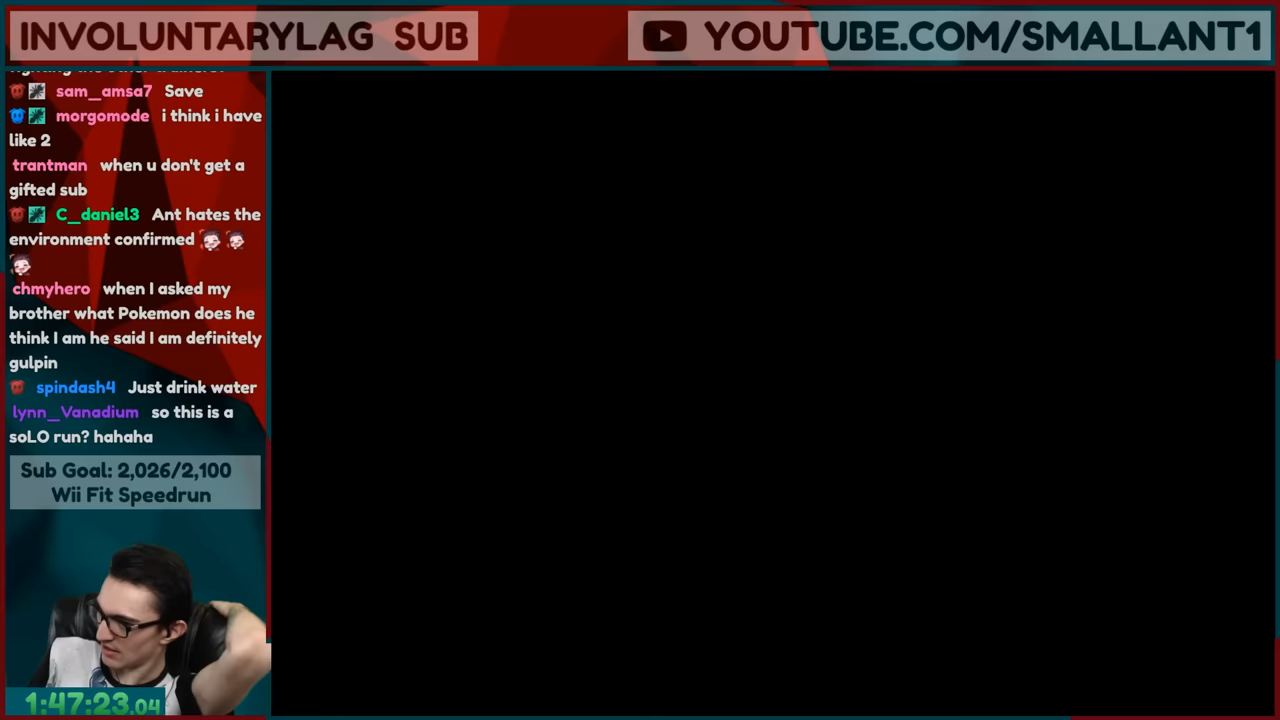 INVOLUNTARYLAG SUB
YOUTUBE.COM/SMALLANT1
sam_amsa7 Save
morgomode i think i have
like 2
trantman when u don't get a
gifted sub
C_daniel3 Ant hates the
environment confirmed
chmyhero when I asked my
brother what Pokemon does he
think I am he said I am definitely
gulpin
spindash4 Just drink water
lynn_Vanadium so this is a
soLO run? hahaha
Sub Goal: 2,026/2,100
Wii Fit Speedrun
1:47:23.04